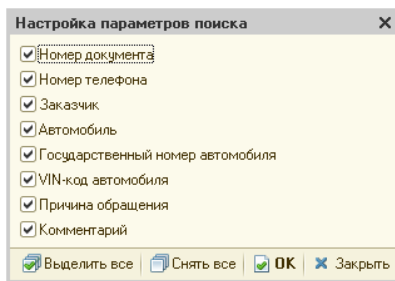 Настройка параметров поиска
Номер документа
Номер телефона
Заказчик
Автомобиль
Государственный номер автомобиля
VIN-код автомобиля
Причина обращения
Комментарий
Выделить все Снять все OK Закрыть